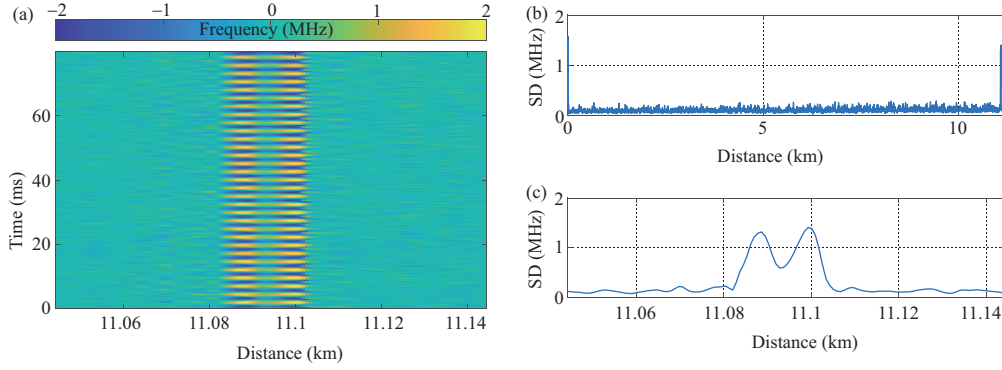 (a)
−2 −1 −0 1 2
Frequency (MHz)
60
40
20
0
Time (ms)
11.06 11.08 11.1 11.12 11.14
Distance (km)
(b)
2
1
0
SD (MHz)
0 5 10
Distance (km)
(c)
2
1
0
SD (MHz)
11.06 11.08 11.1 11.12 11.14
Distance (km)